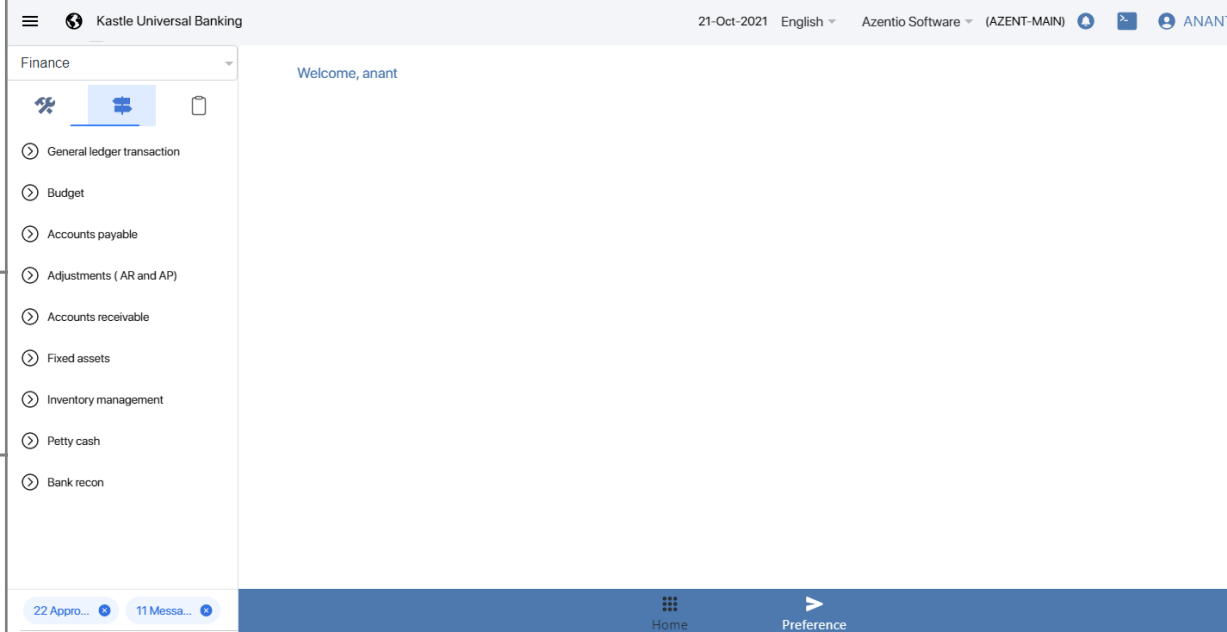 Kastle Universal Banking
21-Oct-2021 English Azentio Software (AZENT-MAIN) ANANT
Finance
Welcome, anant
General ledger transaction
Budget
Accounts payable
Adjustments ( AR and AP)
Accounts receivable
Fixed assets
Inventory management
Petty cash
Bank recon
22 Appro... 11 Messa...
Home
Preference